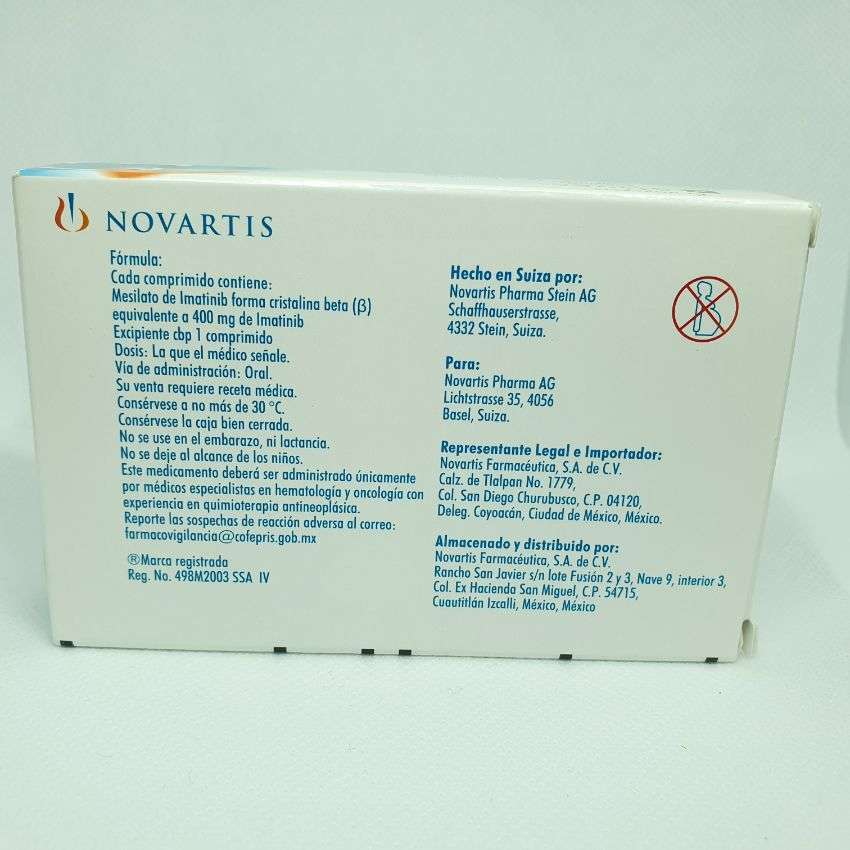 NOVARTIS
Fórmula:
Cada comprimido contiene:
Mesilato de Imatinib forma cristalina beta (β)
equivalente a 400 mg de Imatinib
Excipiente cbp 1 comprimido
Dosis: La que el médico señale.
Vía de administración: Oral.
Su venta requiere receta médica.
Consérvese a no más de 30 °C.
Consérvese la caja bien cerrada.
No se use en el embarazo, ni lactancia.
No se deje al alcance de los niños.
Este medicamento deberá ser administrado únicamente
por médicos especialistas en hematología y oncología con
experiencia en quimioterapia antineoplásica.
Reporte las sospechas de reacción adversa al correo:
farmacovigilancia@cofepris.gob.mx
®Marca registrada
Reg. No. 498M2003 SSA IV
Hecho en Suiza por:
Novartis Pharma Stein AG
Schaffhauserstrasse,
4332 Stein, Suiza.
Para:
Novartis Pharma AG
Lichtstrasse 35, 4056
Basel, Suiza.
Representante Legal e Importador:
Novartis Farmacéutica, S.A. de C.V.
Calz. de Tlalpan No. 1779,
Col. San Diego Churubusco, C.P. 04120,
Deleg. Coyoacán, Ciudad de México, México.
Almacenado y distribuido por:
Novartis Farmacéutica, S.A. de C.V.
Rancho San Javier s/n lote Fusión 2 y 3, Nave 9, interior 3,
Col. Ex Hacienda San Miguel, C.P. 54715,
Cuautitlán Izcalli, México, México